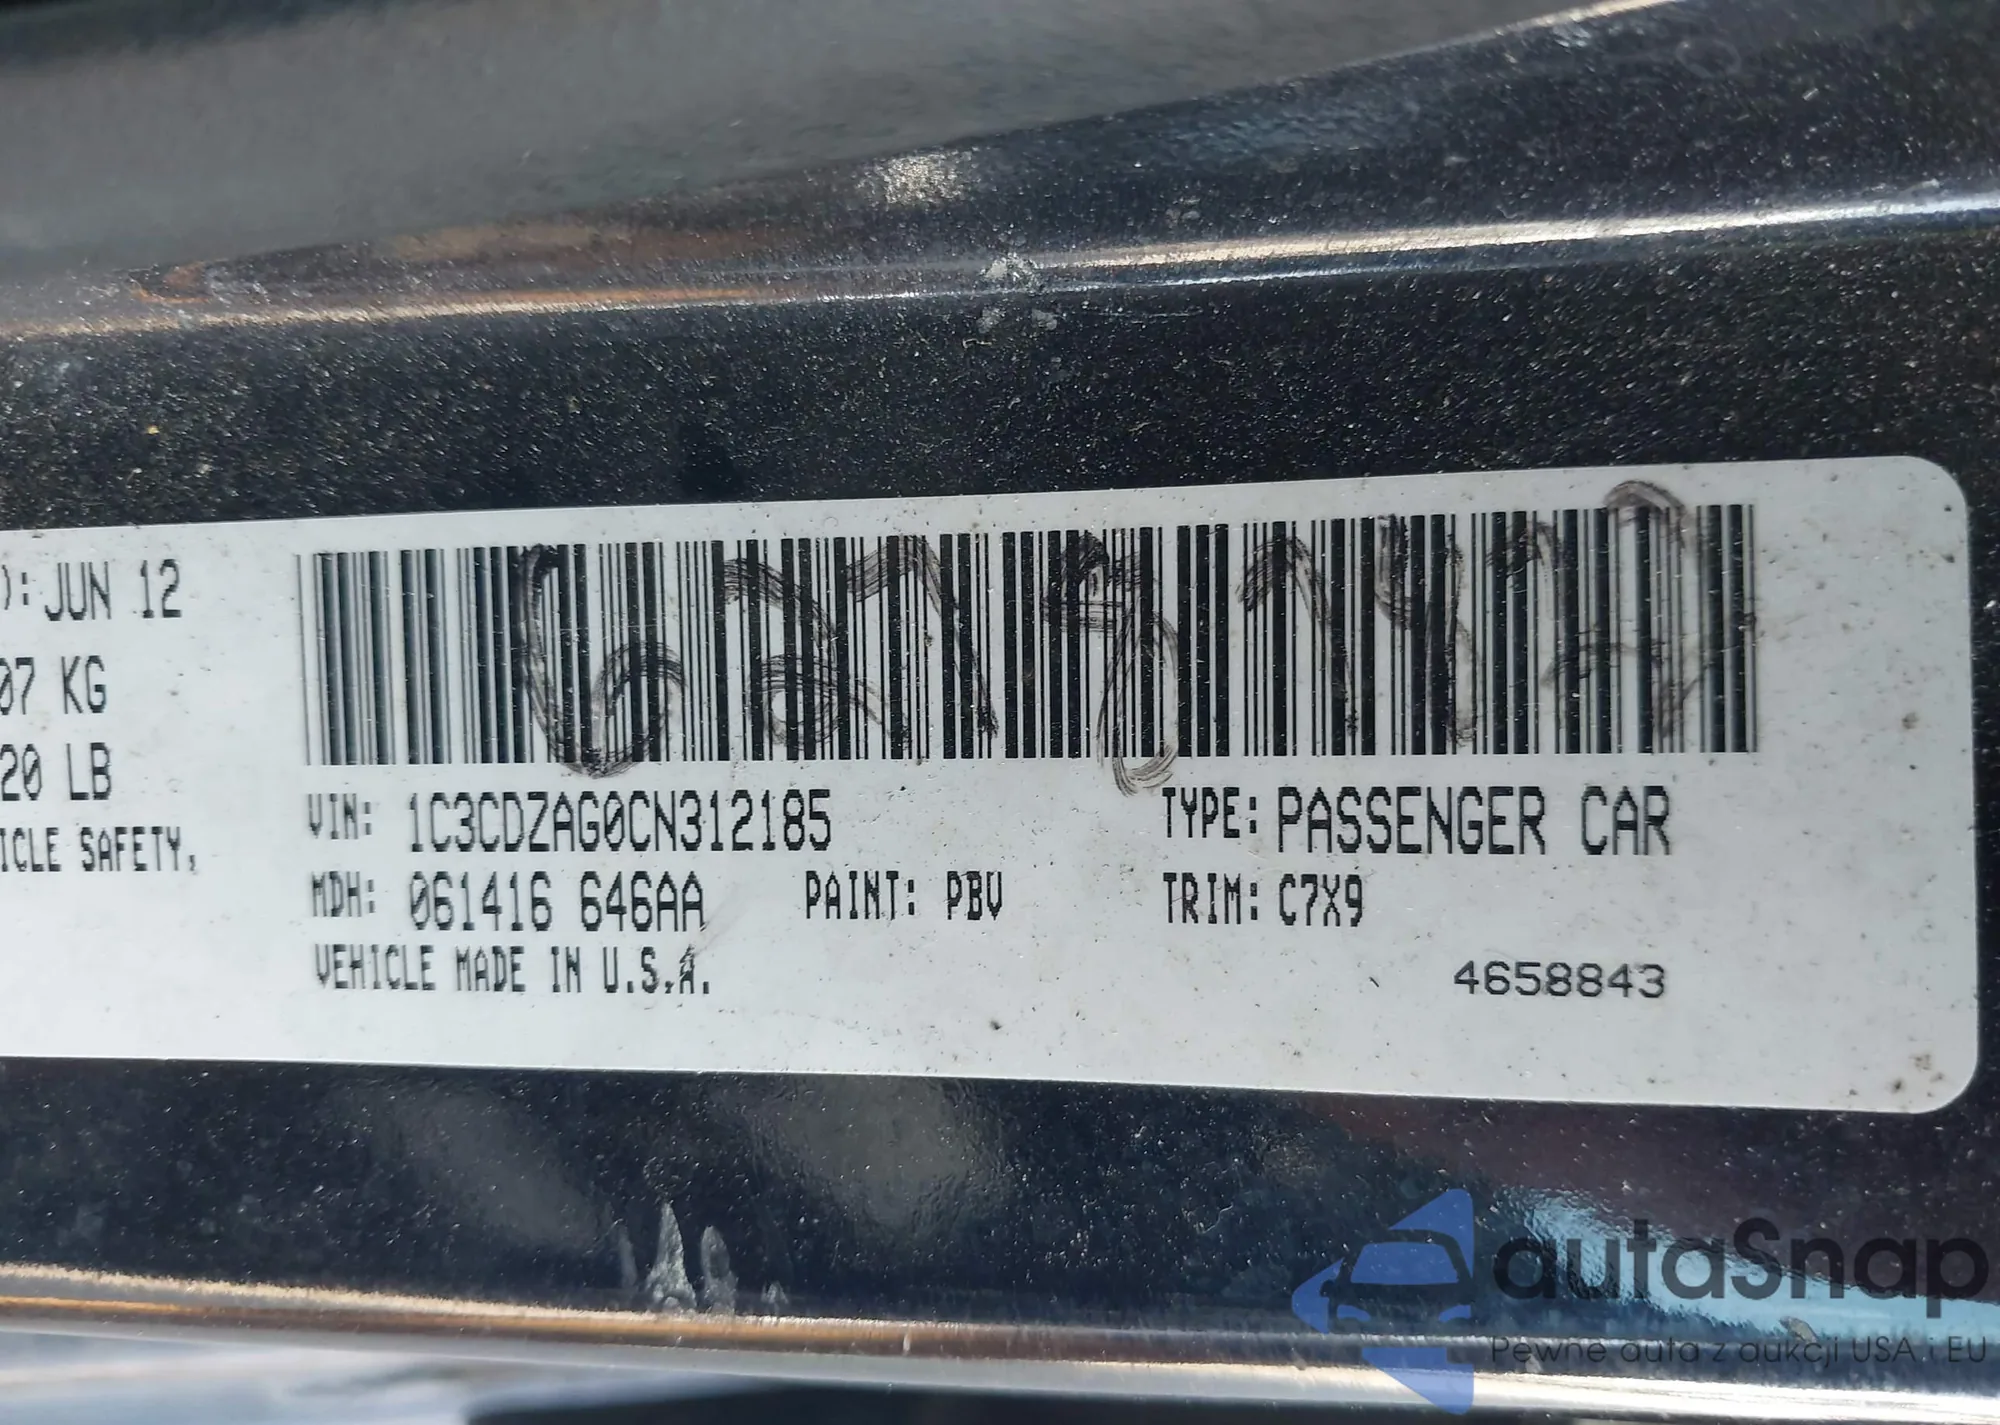 ): JUN 12
07 KG
20 LB
ICLE SAFETY,
VIN: 1C3CDZAG0CN312185
TYPE: PASSENGER CAR
MDH: 061416 646AA
PAINT: PBV
TRIM: C7X9
VEHICLE MADE IN U.S.A.
4658843
autaSnap
Pewne auta z aukcji USA i EU